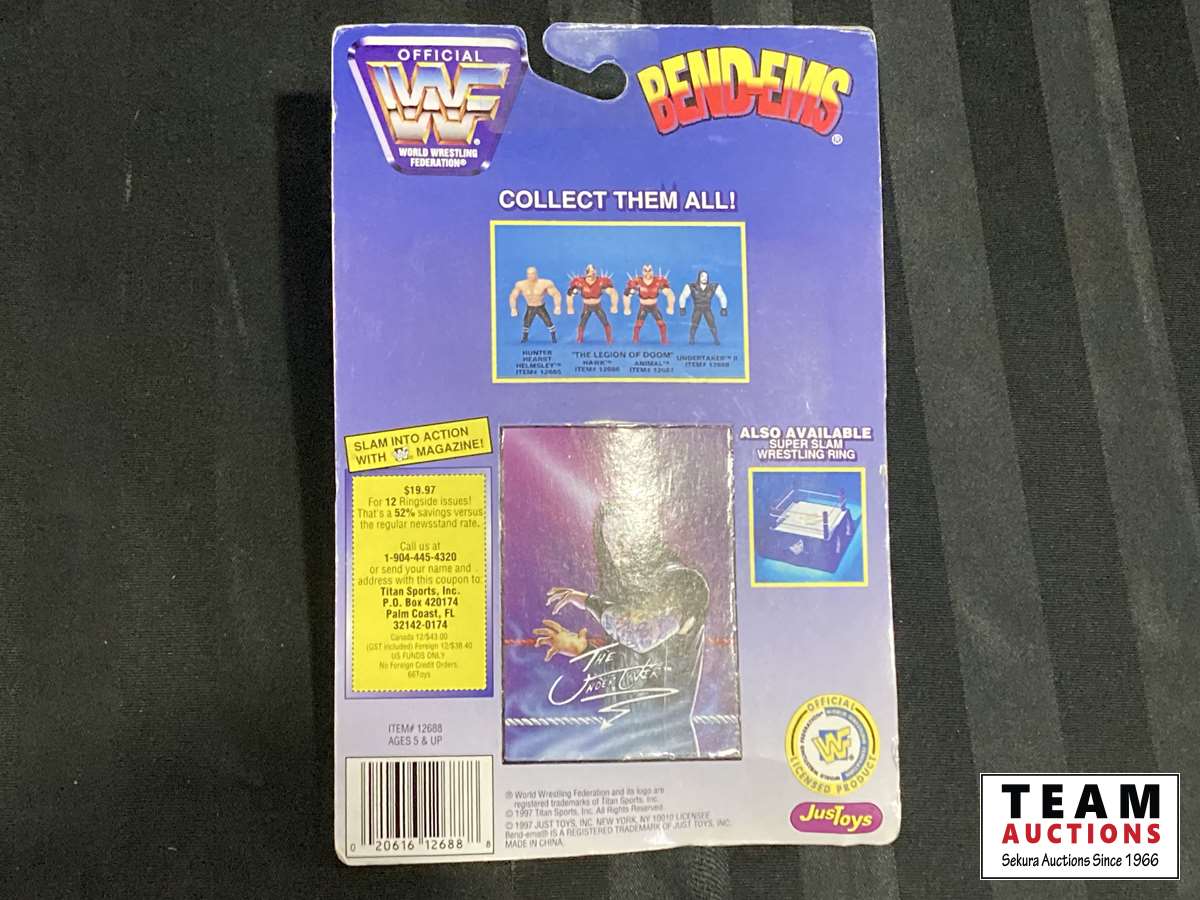 OFFICIAL
WF
WORLD WRESTLING
FEDERATION®
BEND-EMS®
COLLECT THEM ALL!
HUNTER
HEARST
HELMSLEY™
ITEM# 12685
"THE LEGION OF DOOM"
HAWK™
ITEM# 12686
ANIMAL™
ITEM# 12687
UNDERTAKER™ II
ITEM# 12688
SLAM INTO ACTION
WITH WF MAGAZINE!
$19.97
For 12 Ringside issues!
That's a 52% savings versus
the regular newsstand rate.
Call us at
1-904-445-4320
or send your name and
address with this coupon to:
Titan Sports, Inc.
P.O. Box 420174
Palm Coast, FL
32142-0174
Canada 12/$43.00
(GST included) Foreign 12/$38.40
US FUNDS ONLY
No Foreign Credit Orders.
66Toys
ALSO AVAILABLE
SUPER SLAM
WRESTLING RING
THE
UNDERTAKER™
ITEM# 12688
AGES 5 & UP
0 20616 12688 8
® World Wrestling Federation and its logo are
registered trademarks of Titan Sports, Inc.
© 1997 Titan Sports, Inc. All Rights Reserved.
© 1997 JUST TOYS, INC. NEW YORK, NY 10010 LICENSEE
Bend-ems® IS A REGISTERED TRADEMARK OF JUST TOYS, INC.
MADE IN CHINA.
OFFICIAL
WF
LICENSED PRODUCT
JusToys
TEAM
AUCTIONS
Sekura Auctions Since 1966